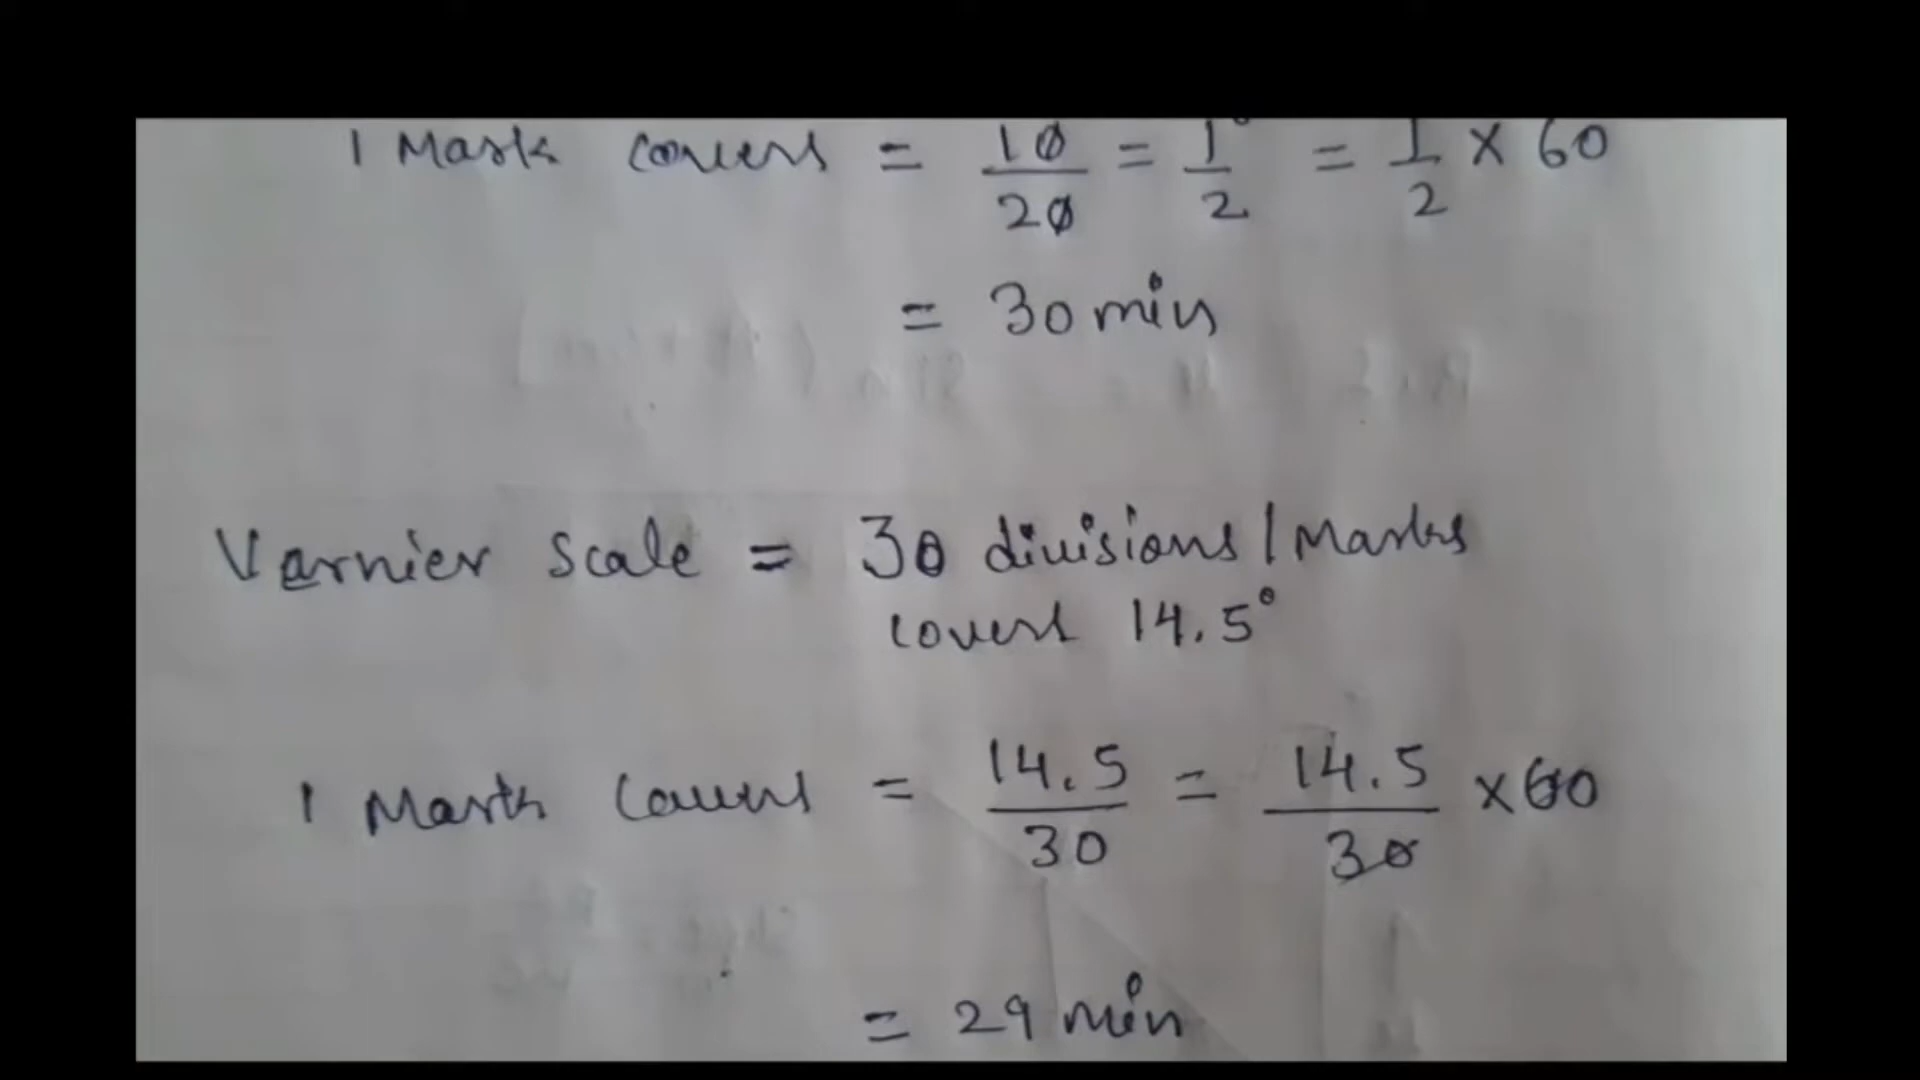 1 Mark covers = 10/20 = 1°/2 = 1/2 × 60
= 30 min
Varnier scale = 30 divisions / Marks
covers 14.5°
1 Mark covers = 14.5/30 = 14.5/30 × 60
= 29 min